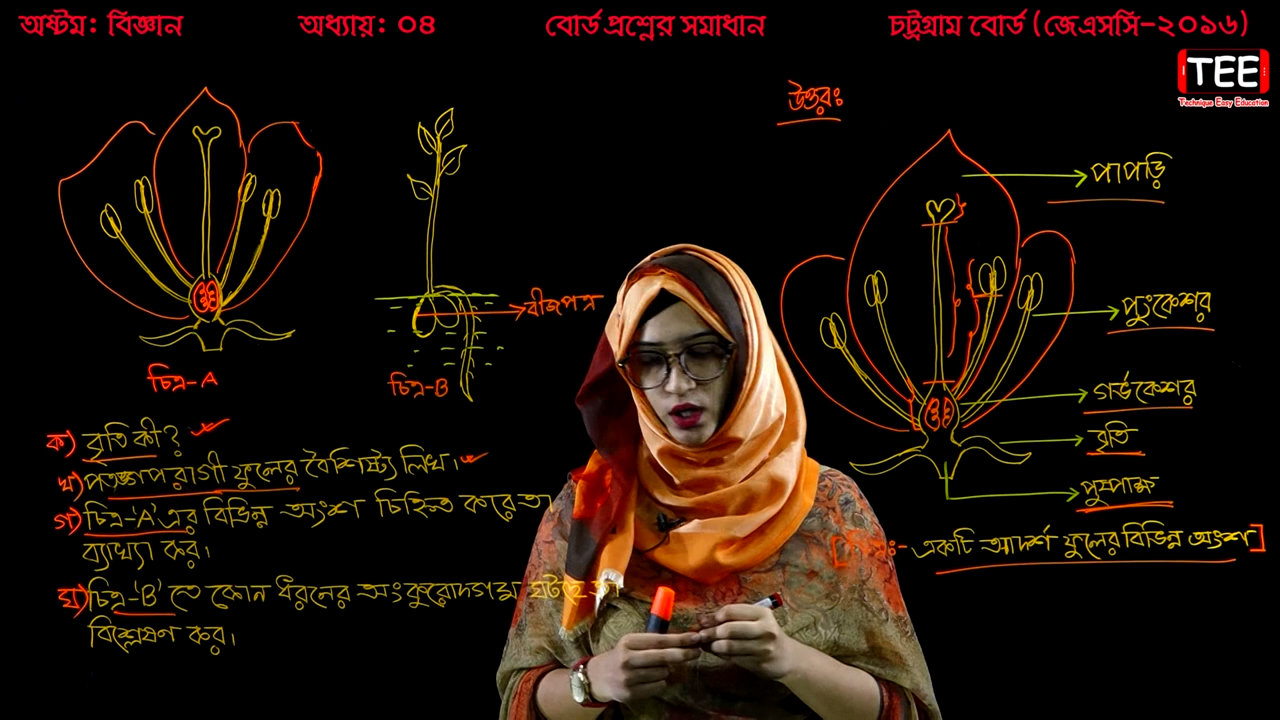 অষ্টম: বিজ্ঞান
অধ্যায়: ০৪
বোর্ড প্রশ্নের সমাধান
চট্রগ্রাম বোর্ড (জেএসসি-২০১৬)
TEE
Technique Easy Education
উত্তরঃ
পাপড়ি
পুংকেশর
গর্ভকেশর
বৃতি
পুষ্পাক্ষ
একটি আদর্শ ফুলের বিভিন্ন অংশ]
বীজপত্র
চিত্র-A
চিত্র-B
ক) বৃতি কী?
খ) পতঙ্গপরাগী ফুলের বৈশিষ্ট্য লিখ।
গ) চিত্র-'A' এর বিভিন্ন অংশ চিহ্নিত করে তা
ব্যাখ্যা কর।
ঘ) চিত্র-'B' তে কোন ধরনের অংকুরোদগম ঘটছে তা
বিশ্লেষণ কর।